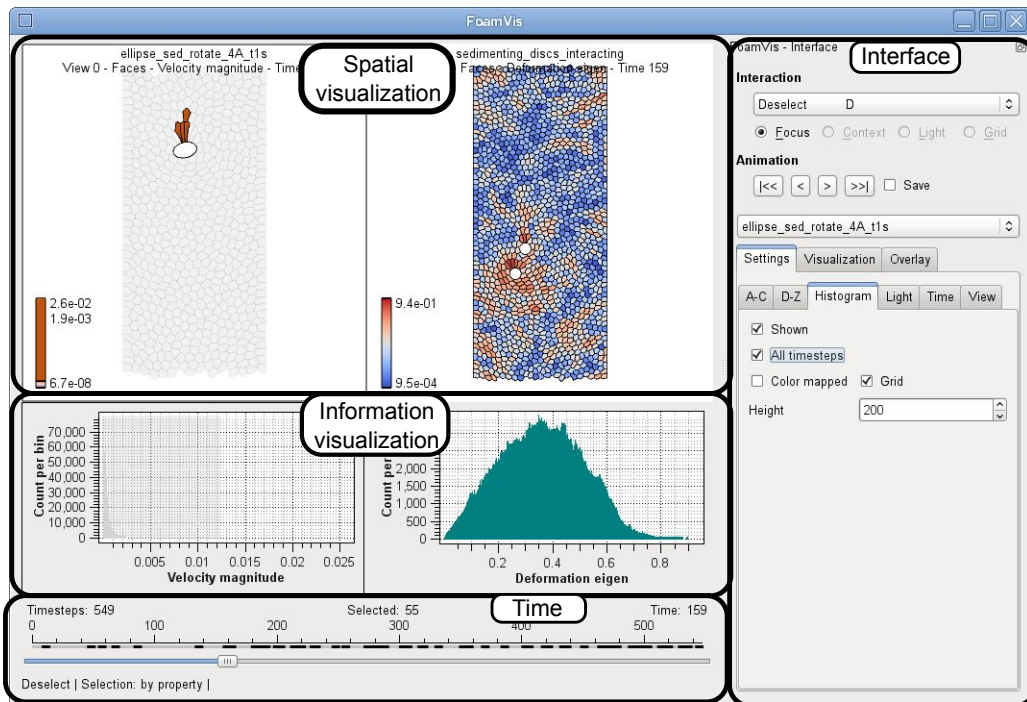 FoamVis
ellipse_sed_rotate_4A_t1s
View 0 - Faces - Velocity magnitude - Time
Spatial
visualization
sedimenting_discs_interacting
Faces - Deformation eigen - Time 159
2.6e-02
1.9e-03
6.7e-08
9.4e-01
9.5e-04
Information
visualization
Count per bin
70,000
60,000
50,000
40,000
30,000
20,000
10,000
0
0.005 0.01 0.015 0.02 0.025
Velocity magnitude
Count per
2,000
1,500
1,000
500
0
0.2 0.4 0.6 0.8
Deformation eigen
Timesteps: 549 Selected: 55 Time: 159
Time
0 100 200 300 400 500
Deselect | Selection: by property |
FoamVis - Interface
Interface
Interaction
Deselect D
Focus Context Light Grid
Animation
|<< < > >>| Save
ellipse_sed_rotate_4A_t1s
Settings Visualization Overlay
A-C D-Z Histogram Light Time View
Shown
All timesteps
Color mapped Grid
Height 200